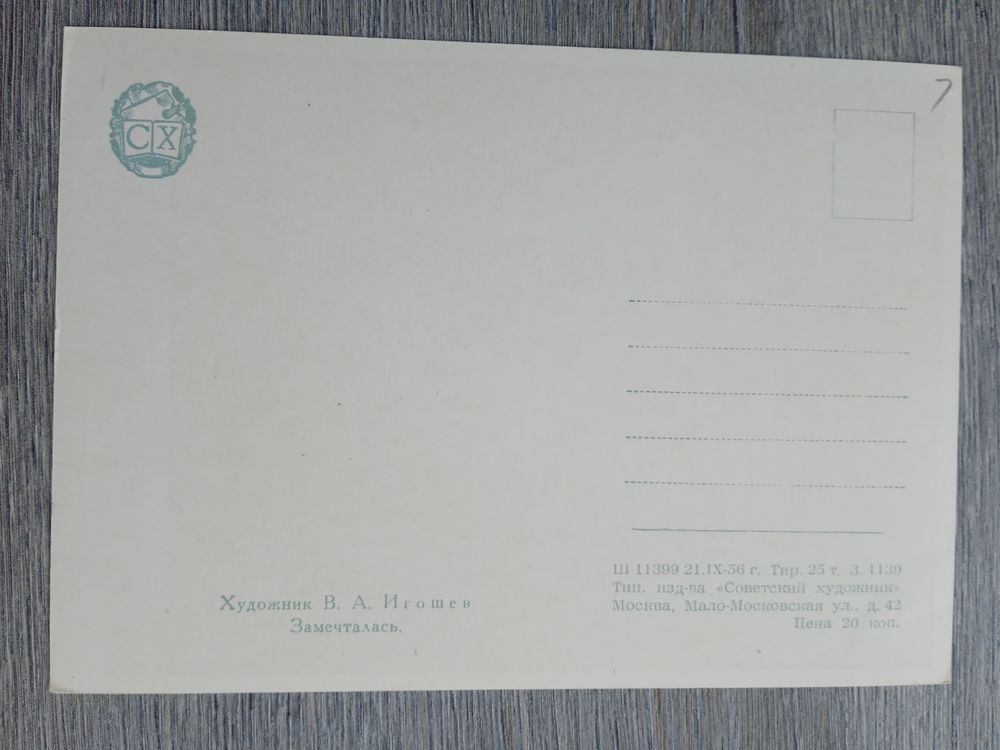 СХ
7
Художник В. А. Игошев
Замечталась.
Ш 11399 21.IX-56 г. Тир. 25 т. З. 1139
Тип. изд-ва «Советский художник»
Москва, Мало-Московская ул., д. 42
Цена 20 коп.